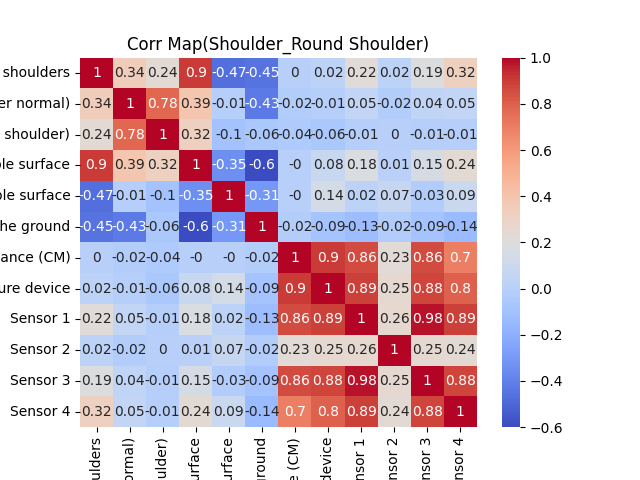 Corr Map(Shoulder_Round Shoulder)
shoulders 1 0.34 0.24 0.9 -0.47 -0.45 0 0.02 0.22 0.02 0.19 0.32
er normal) 0.34 1 0.78 0.39 -0.01 -0.43 -0.02 -0.01 0.05 -0.02 0.04 0.05
shoulder) 0.24 0.78 1 0.32 -0.1 -0.06 -0.04 -0.06 -0.01 0 -0.01 -0.01
ole surface 0.9 0.39 0.32 1 -0.35 -0.6 -0 0.08 0.18 0.01 0.15 0.24
ole surface -0.47 -0.01 -0.1 -0.35 1 -0.31 -0 0.14 0.02 0.07 -0.03 0.09
he ground -0.45 -0.43 -0.06 -0.6 -0.31 1 -0.02 -0.09 -0.13 -0.02 -0.09 -0.14
ance (CM) 0 -0.02 -0.04 -0 -0 -0.02 1 0.9 0.86 0.23 0.86 0.7
ure device 0.02 -0.01 -0.06 0.08 0.14 -0.09 0.9 1 0.89 0.25 0.88 0.8
Sensor 1 0.22 0.05 -0.01 0.18 0.02 -0.13 0.86 0.89 1 0.26 0.98 0.89
Sensor 2 0.02 -0.02 0 0.01 0.07 -0.02 0.23 0.25 0.26 1 0.25 0.24
Sensor 3 0.19 0.04 -0.01 0.15 -0.03 -0.09 0.86 0.88 0.98 0.25 1 0.88
Sensor 4 0.32 0.05 -0.01 0.24 0.09 -0.14 0.7 0.8 0.89 0.24 0.88 1
ulders
ormal)
ulder)
urface
urface
ground
e (CM)
device
nsor 1
nsor 2
nsor 3
nsor 4
1.0
0.8
0.6
0.4
0.2
0.0
−0.2
−0.4
−0.6